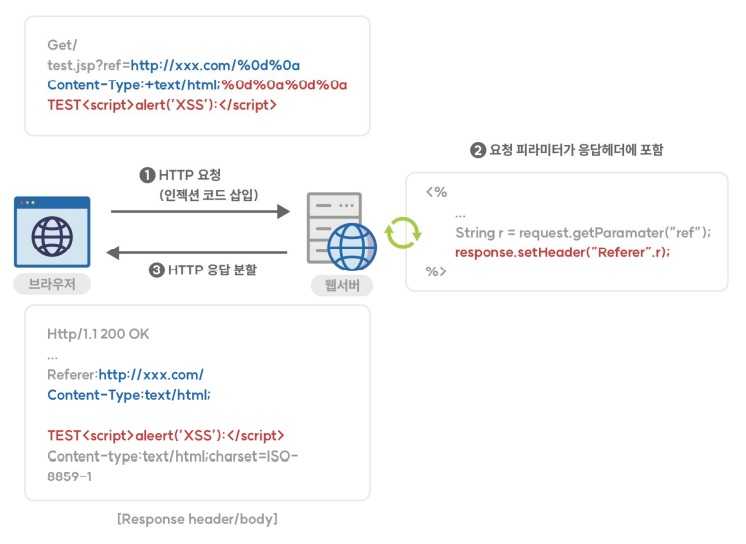 Get/
test.jsp?ref=http://xxx.com/%0d%0a
Content-Type:+text/html;%0d%0a%0d%0a
TEST<script>alert('XSS'):</script>
❷ 요청 피라미터가 응답헤더에 포함
❶ HTTP 요청
(인젝션 코드 삽입)
<%
...
String r = request.getParamater("ref");
response.setHeader("Referer".r);
%>
❸ HTTP 응답 분할
브라우저
웹서버
Http/1.1 200 OK
...
Referer:http://xxx.com/
Content-Type:text/html;
TEST<script>aleert('XSS'):</script>
Content-type:text/html;charset=ISO-
8859-1
[Response header/body]